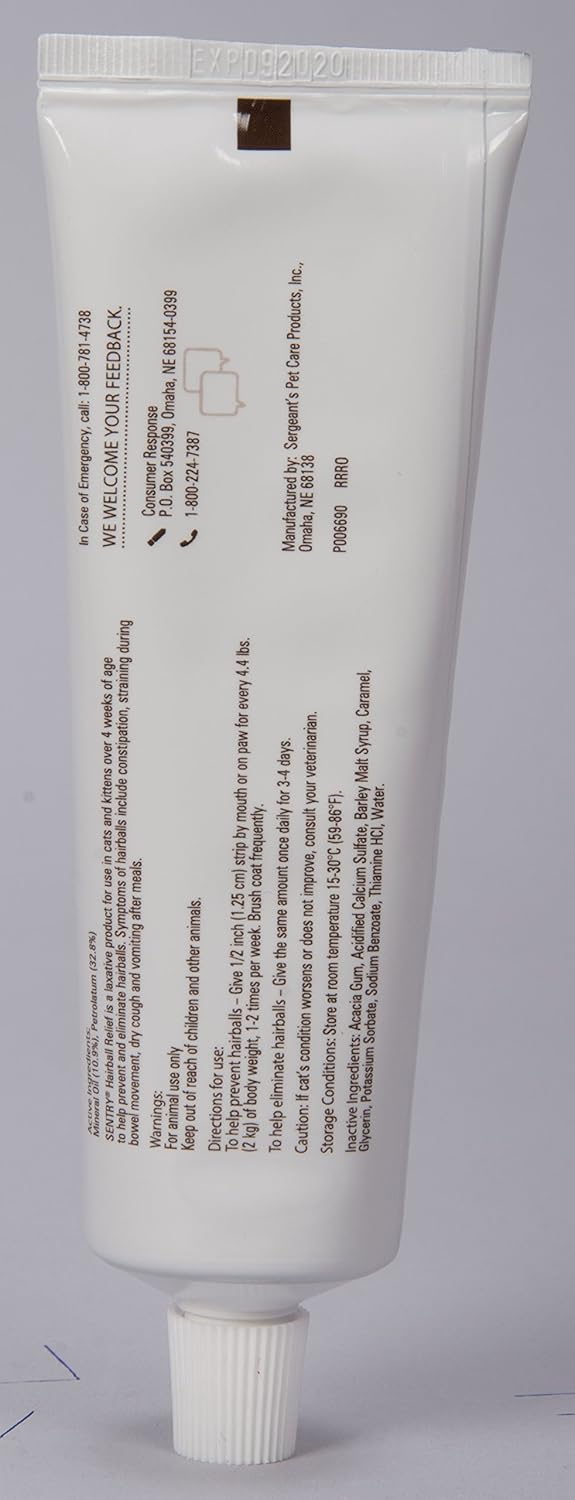 EXP092020
Active Ingredients:
Mineral Oil (10.9%), Petrolatum (32.8%)
SENTRY® Hairball Relief is a laxative product for use in cats and kittens over 4 weeks of age
to help prevent and eliminate hairballs. Symptoms of hairballs include constipation, straining during
bowel movement, dry cough and vomiting after meals.
Warnings:
For animal use only
Keep out of reach of children and other animals.
Directions for use:
To help prevent hairballs – Give 1/2 inch (1.25 cm) strip by mouth or on paw for every 4.4 lbs.
(2 kg) of body weight, 1-2 times per week. Brush coat frequently.
To help eliminate hairballs – Give the same amount once daily for 3-4 days.
Caution: If cat's condition worsens or does not improve, consult your veterinarian.
Storage Conditions: Store at room temperature 15-30°C (59-86°F).
Inactive Ingredients: Acacia Gum, Acidified Calcium Sulfate, Barley Malt Syrup, Caramel,
Glycerin, Potassium Sorbate, Sodium Benzoate, Thiamine HCl, Water.
In Case of Emergency, call: 1-800-781-4738
WE WELCOME YOUR FEEDBACK.
Consumer Response
P.O. Box 540399, Omaha, NE 68154-0399
1-800-224-7387
Manufactured by: Sergeant's Pet Care Products, Inc.,
Omaha, NE 68138
P006690 RRR0